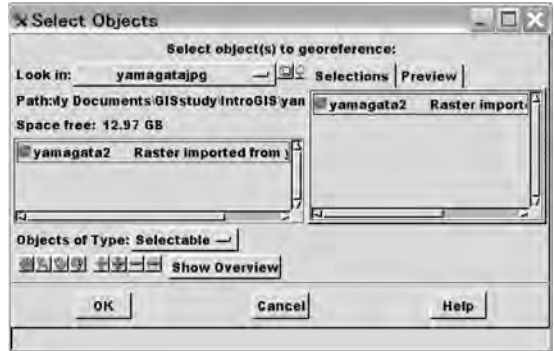 Select Objects
Select object(s) to georeference:
Look in: yamagatajpg
Selections Preview
Path: My Documents\GISstudy\IntroGIS\yan
Space free: 12.97 GB
yamagata2 Raster imported from y
yamagata2 Raster import
Objects of Type: Selectable
Show Overview
OK Cancel Help